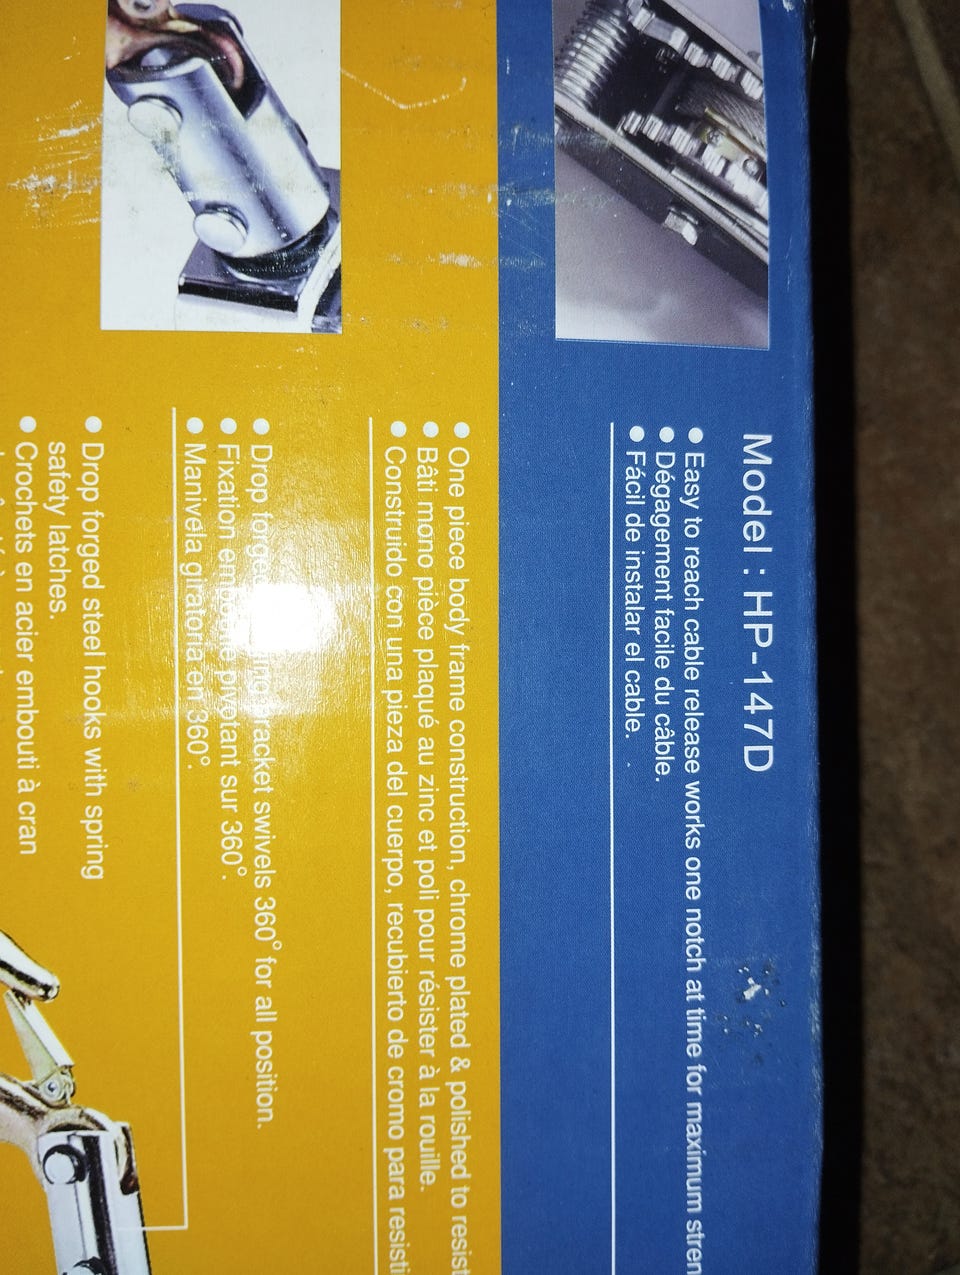 Model : HP-147D
● Easy to reach cable release works one notch at time for maximum
● Dégagement facile du câble.
● Fácil de instalar el cable.
● One piece body frame construction, chrome plated & polished to resist
● Bâti mono pièce plaqué au zinc et poli pour résister à la rouille.
● Construido con una pieza del cuerpo, recubierto de cromo para
● Drop swivels 360° for all position.
● Fixation pivotant sur 360°.
● Manivela giratoria en 360°.
● Drop forged steel hooks with spring
safety latches.
● Crochets en acier embouti à cran